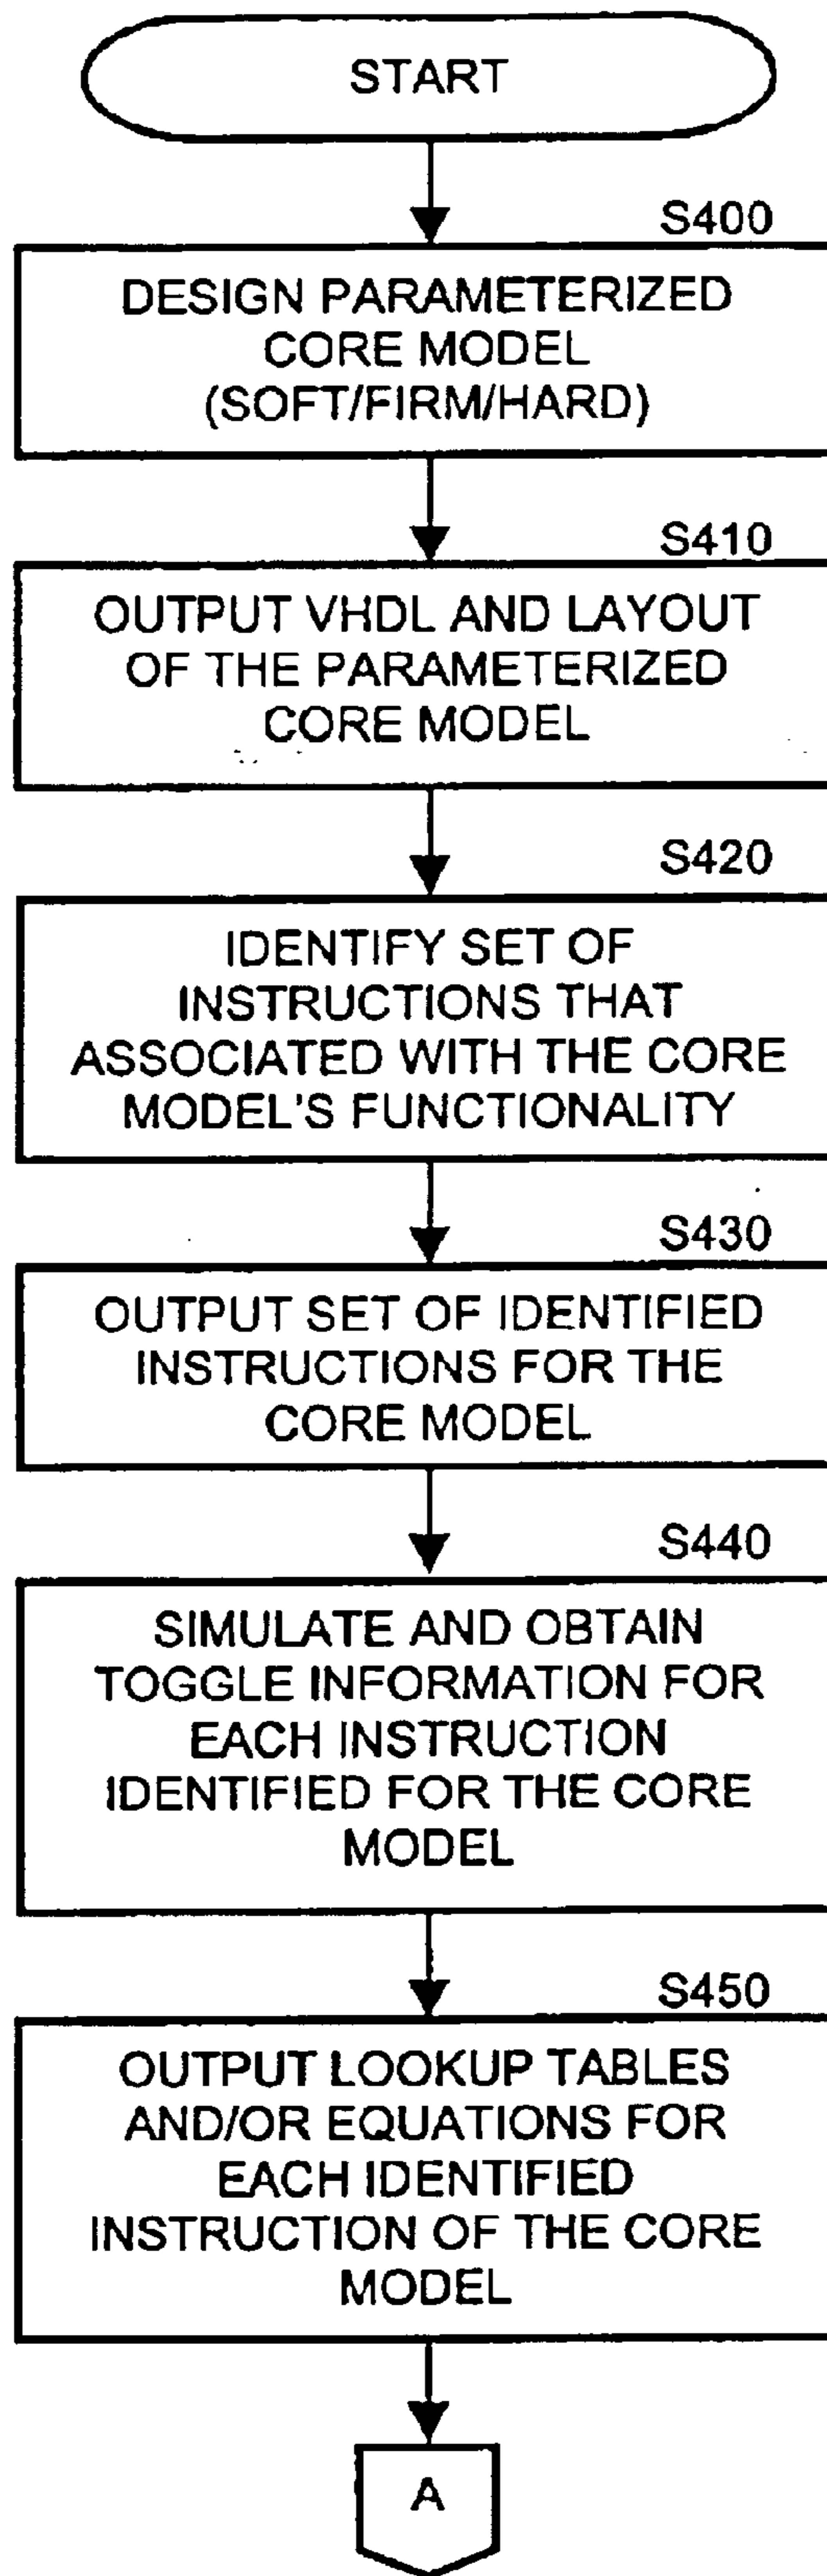 START
S400
DESIGN PARAMETERIZED
CORE MODEL
(SOFT/FIRM/HARD)
S410
OUTPUT VHDL AND LAYOUT
OF THE PARAMETERIZED
CORE MODEL
S420
IDENTIFY SET OF
INSTRUCTIONS THAT
ASSOCIATED WITH THE CORE
MODEL'S FUNCTIONALITY
S430
OUTPUT SET OF IDENTIFIED
INSTRUCTIONS FOR THE
CORE MODEL
S440
SIMULATE AND OBTAIN
TOGGLE INFORMATION FOR
EACH INSTRUCTION
IDENTIFIED FOR THE CORE
MODEL
S450
OUTPUT LOOKUP TABLES
AND/OR EQUATIONS FOR
EACH IDENTIFIED
INSTRUCTION OF THE CORE
MODEL
A